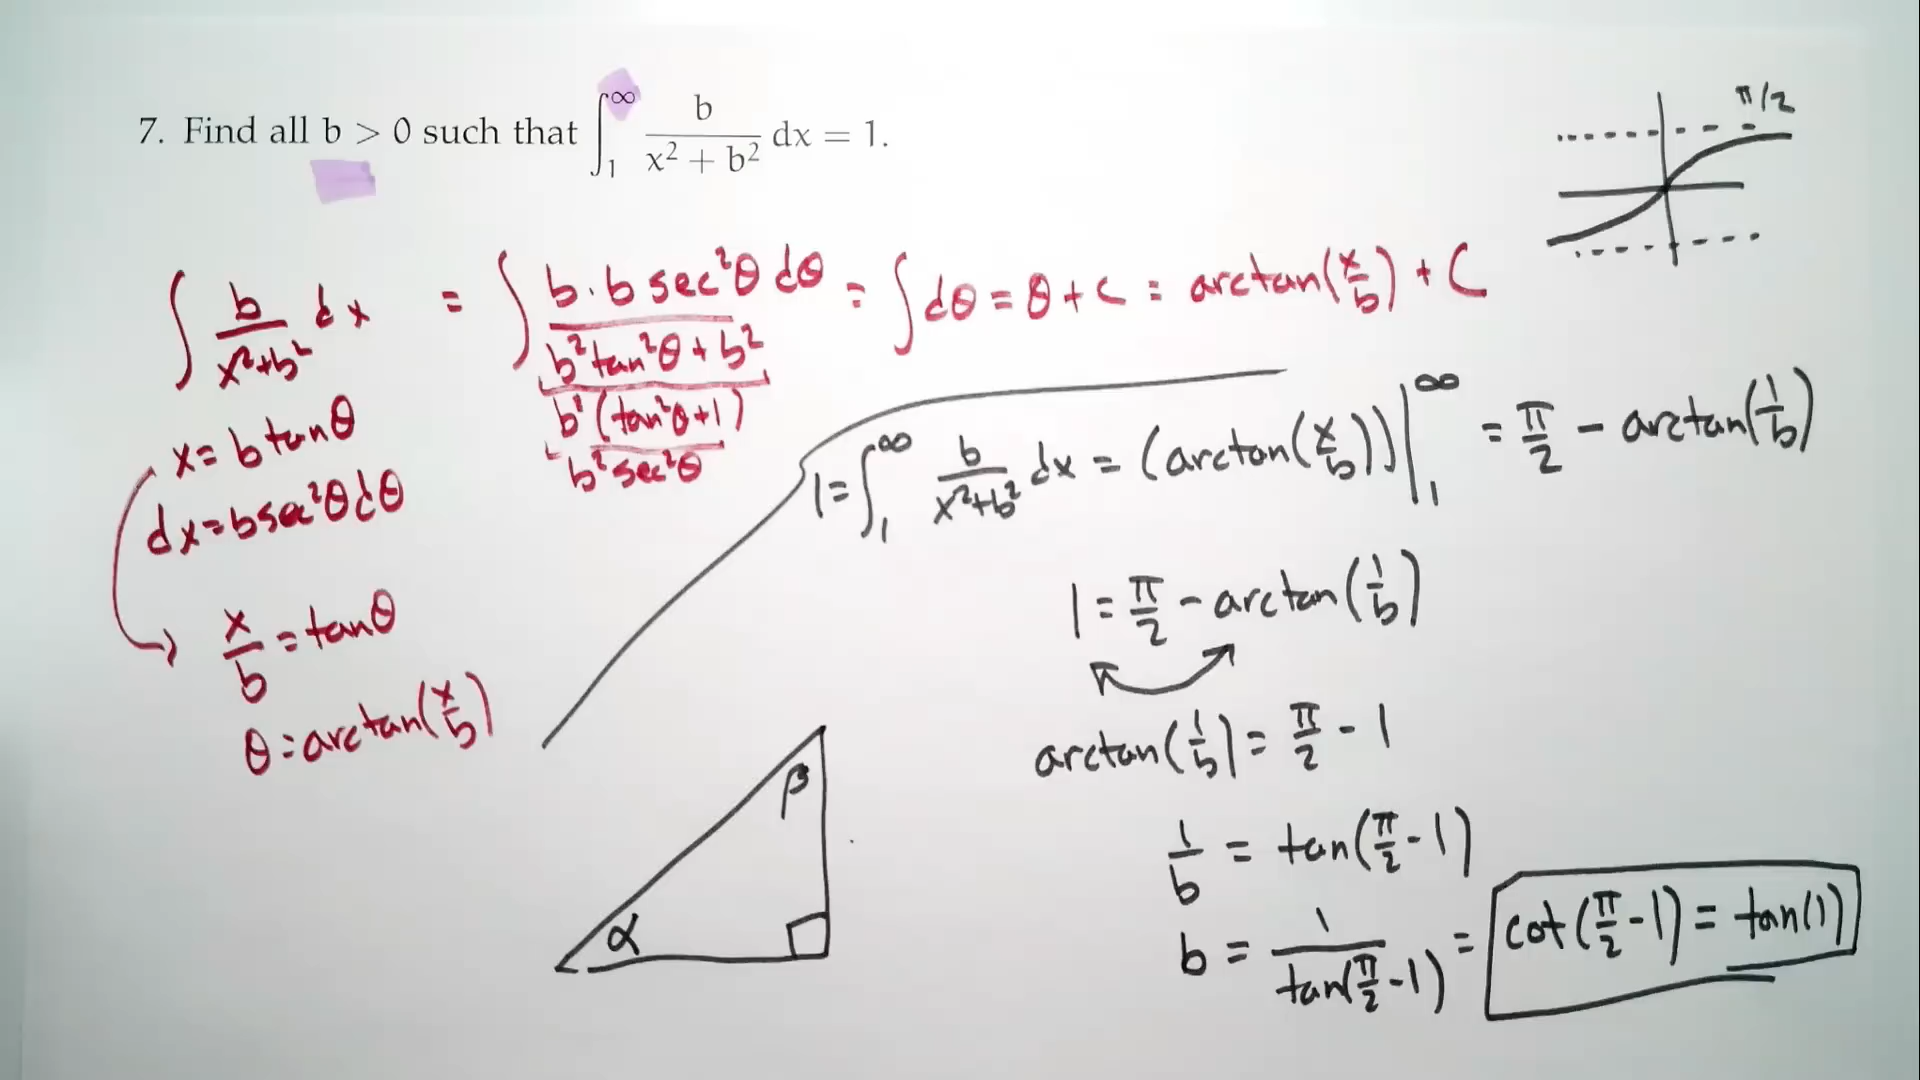 7. Find all b > 0 such that ∫₁^∞ b/(x² + b²) dx = 1.
π/2
∫ b/(x²+b²) dx = ∫ b·b sec²θ dθ/(b²tan²θ + b²) = ∫ dθ = θ + C = arctan(x/b) + C
b²(tan²θ+1)
b²sec²θ
x = b tanθ
dx = b sec²θ dθ
x/b = tanθ
θ = arctan(x/b)
1 = ∫₁^∞ b/(x²+b²) dx = (arctan(x/b))|₁^∞ = π/2 − arctan(1/b)
1 = π/2 − arctan(1/b)
arctan(1/b) = π/2 − 1
1/b = tan(π/2 − 1)
b = 1/tan(π/2 − 1) = cot(π/2 − 1) = tan(1)
β
α